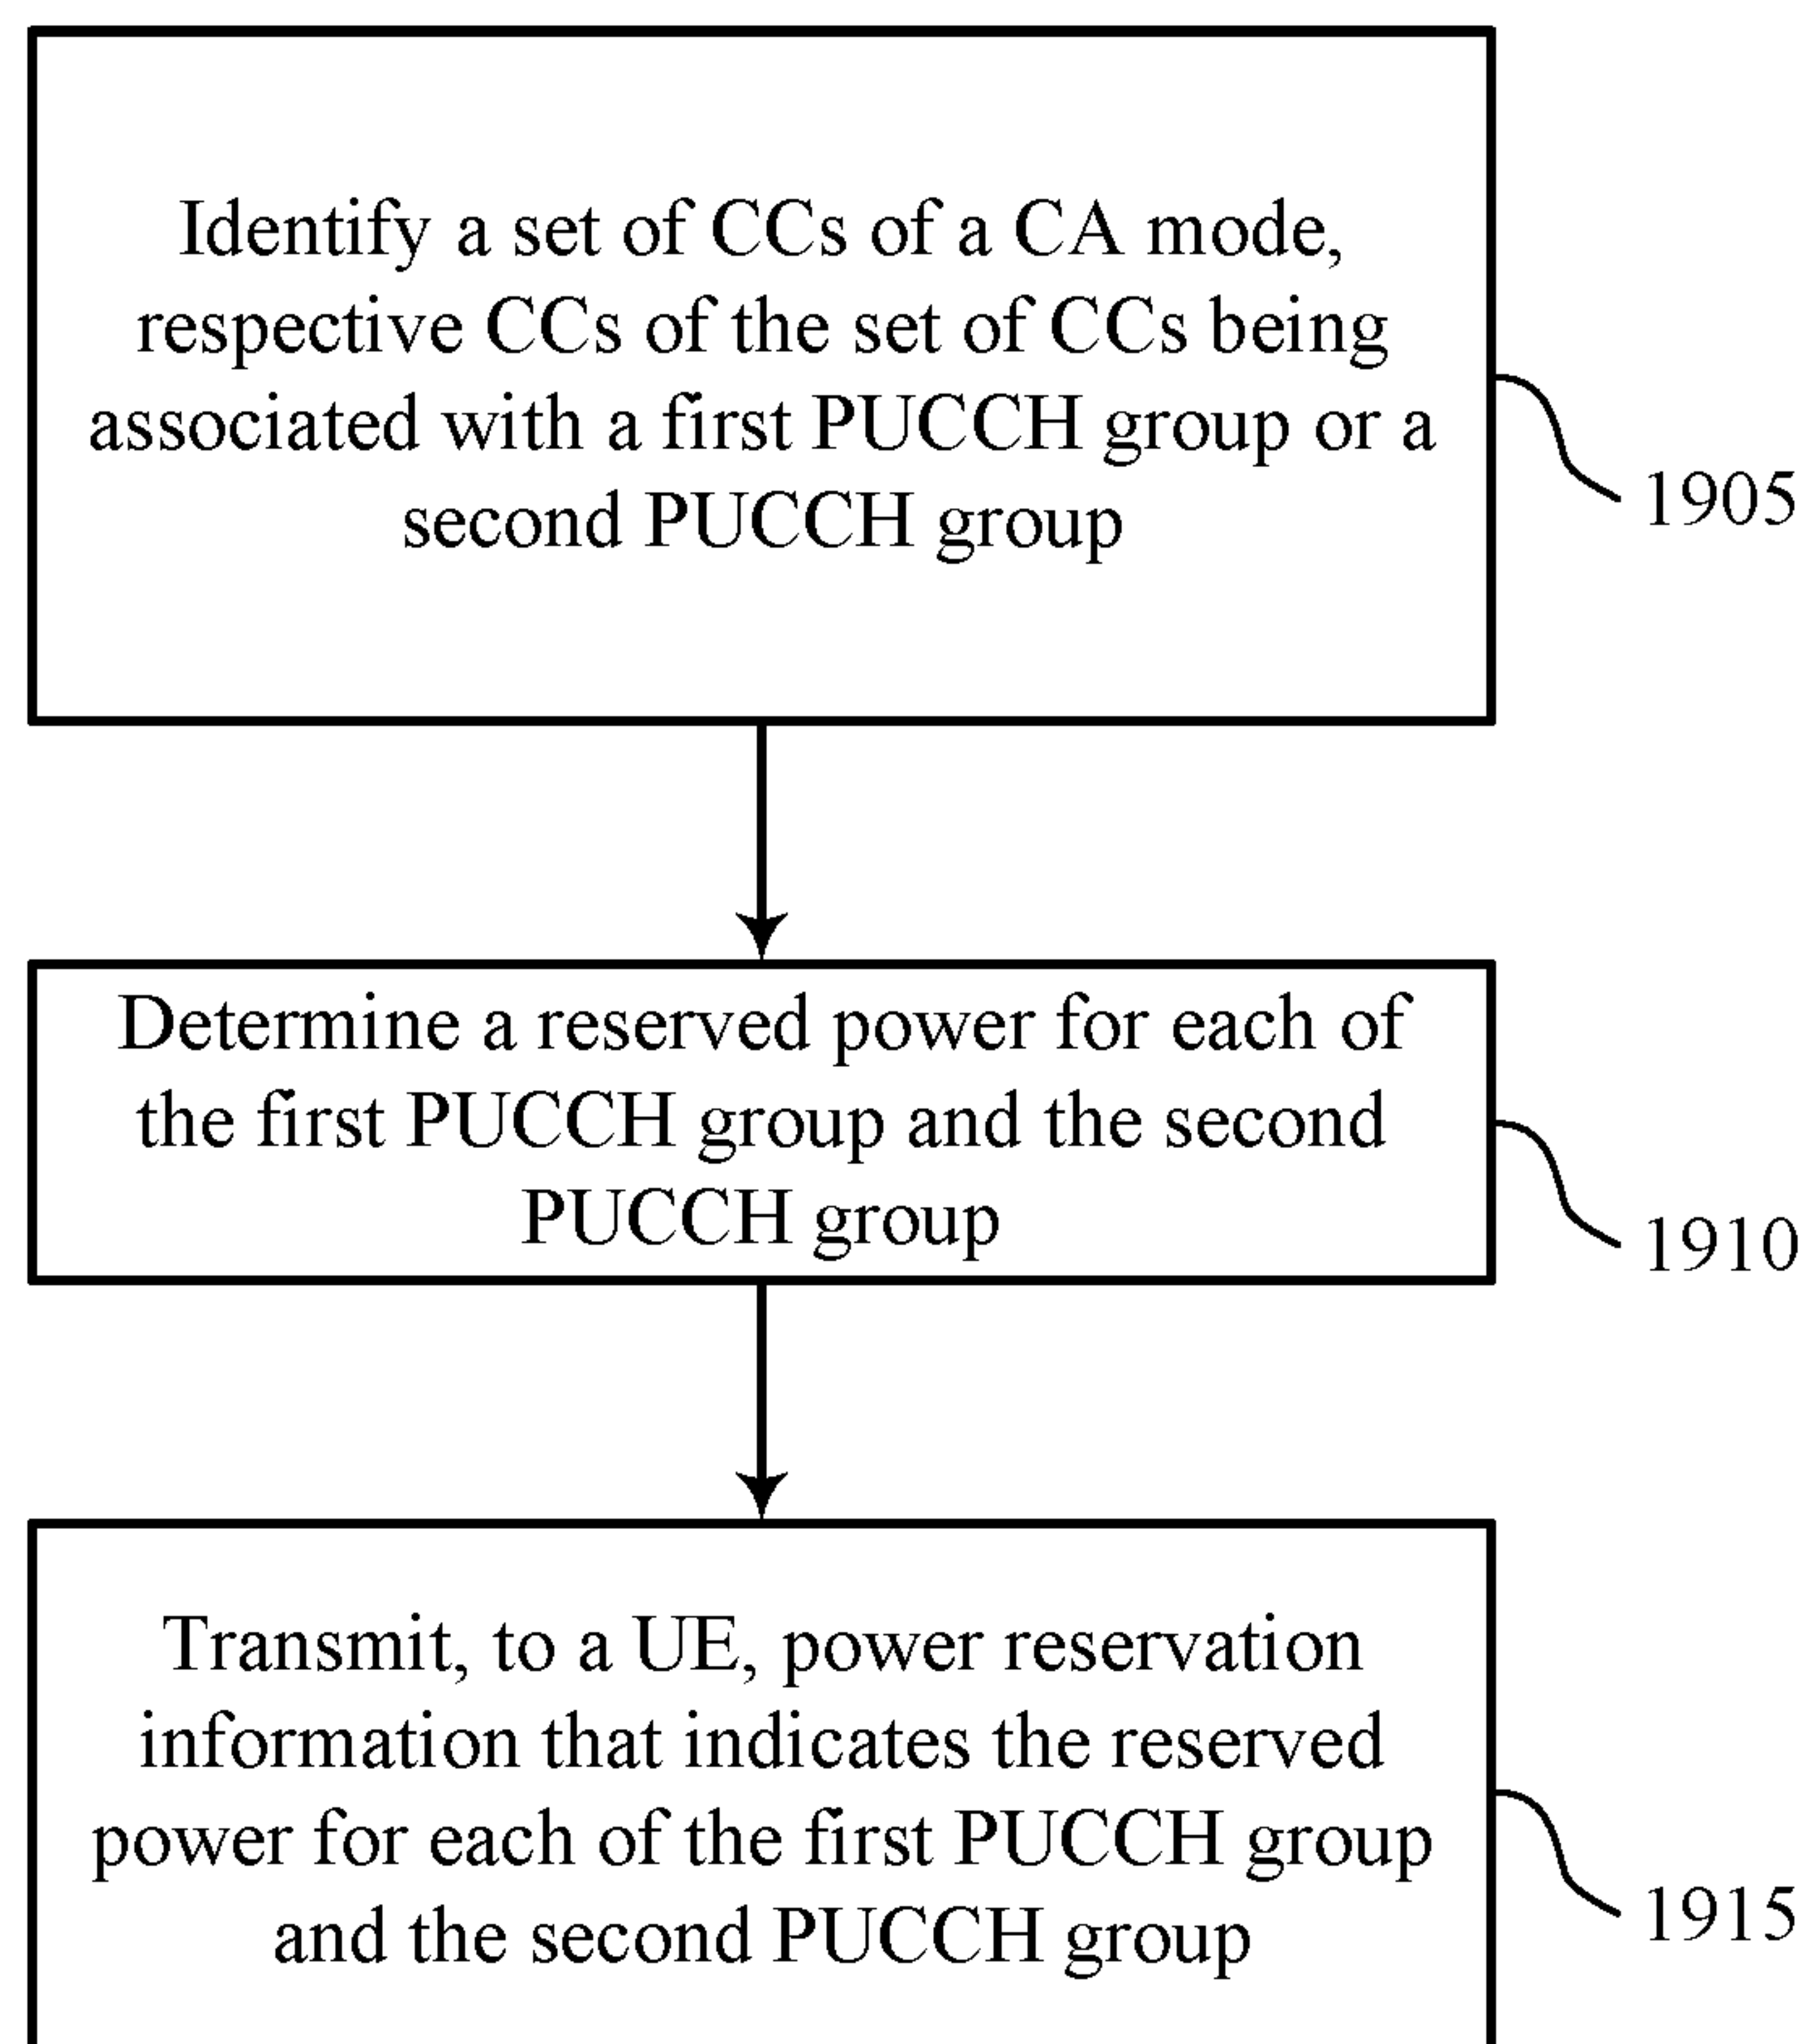 Identify a set of CCs of a CA mode,
respective CCs of the set of CCs being
associated with a first PUCCH group or a
second PUCCH group
1905
Determine a reserved power for each of
the first PUCCH group and the second
PUCCH group
1910
Transmit, to a UE, power reservation
information that indicates the reserved
power for each of the first PUCCH group
and the second PUCCH group
1915